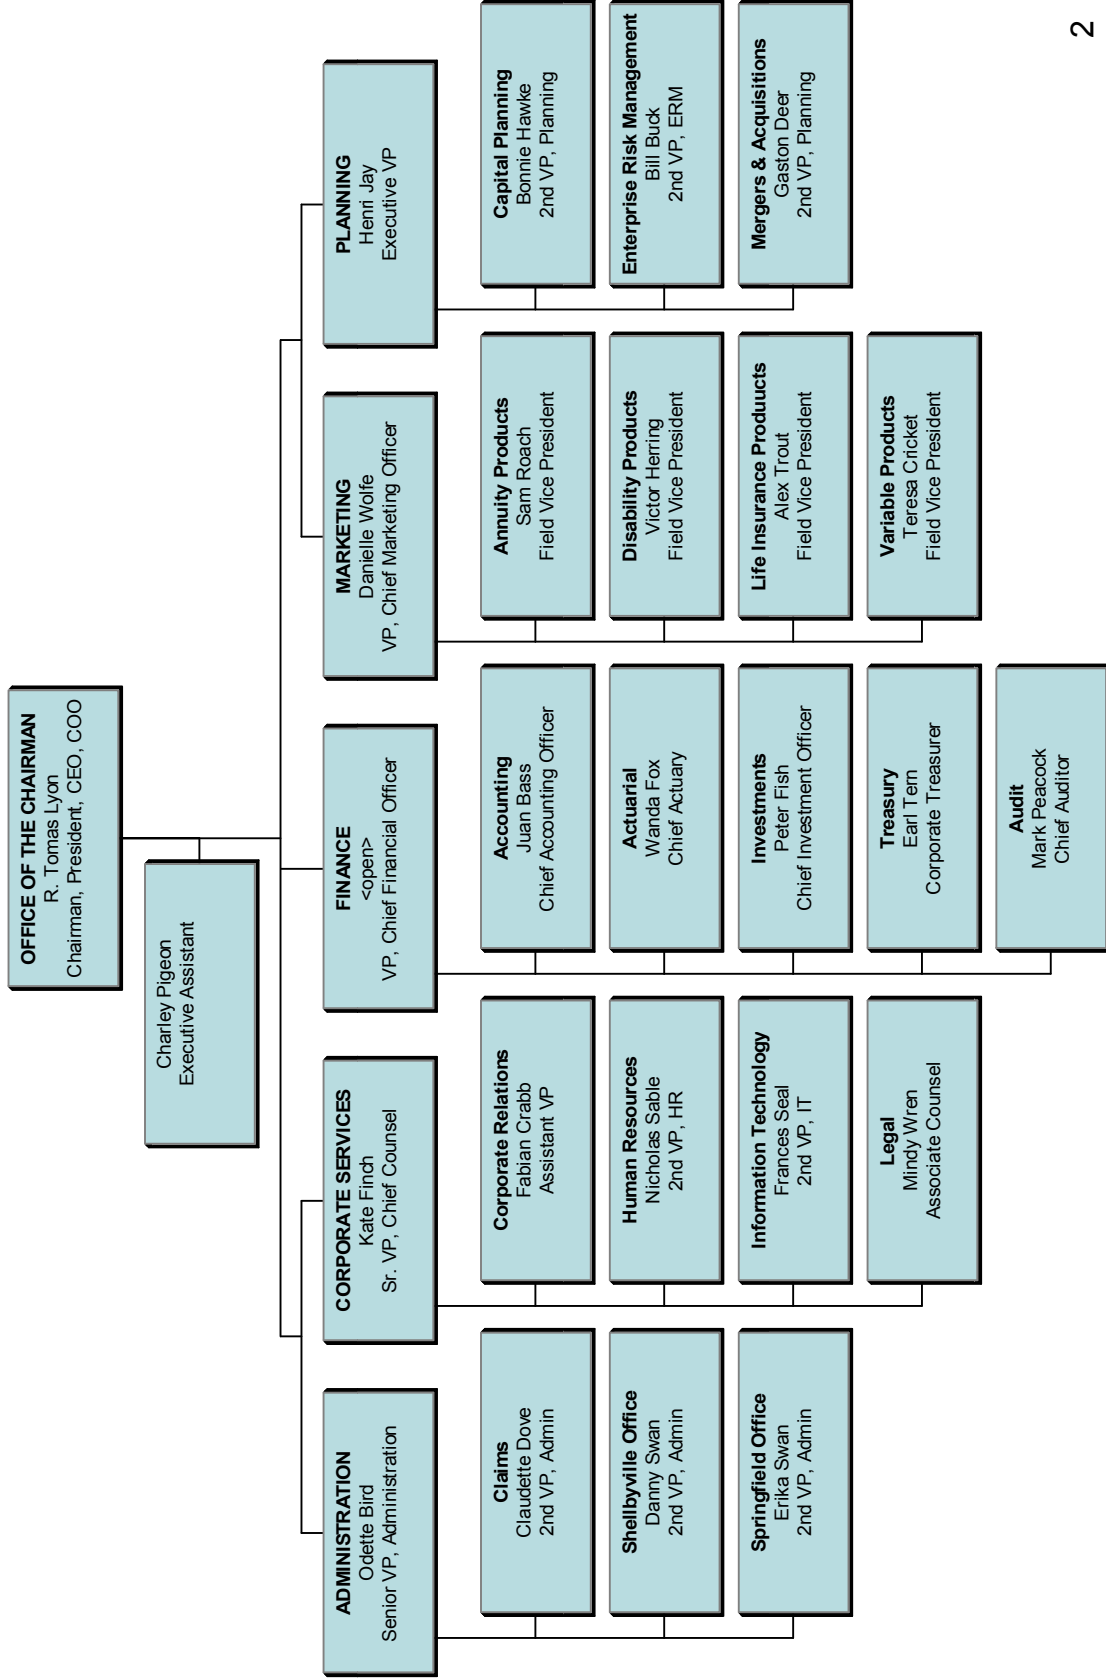 OFFICE OF THE CHAIRMAN
R. Tomas Lyon
Chairman, President, CEO, COO
Charley Pigeon
Executive Assistant
ADMINISTRATION
Odette Bird
Senior VP, Administration
Claims
Claudette Dove
2nd VP, Admin
Shellbyville Office
Danny Swan
2nd VP, Admin
Springfield Office
Erika Swan
2nd VP, Admin
CORPORATE SERVICES
Kate Finch
Sr. VP, Chief Counsel
Corporate Relations
Fabian Crabb
Assistant VP
Human Resources
Nicholas Sable
2nd VP, HR
Information Technology
Frances Seal
2nd VP, IT
Legal
Mindy Wren
Associate Counsel
FINANCE
<open>
VP, Chief Financial Officer
Accounting
Juan Bass
Chief Accounting Officer
Actuarial
Wanda Fox
Chief Actuary
Investments
Peter Fish
Chief Investment Officer
Treasury
Earl Tern
Corporate Treasurer
Audit
Mark Peacock
Chief Auditor
MARKETING
Danielle Wolfe
VP, Chief Marketing Officer
Annuity Products
Sam Roach
Field Vice President
Disability Products
Victor Herring
Field Vice President
Life Insurance Produucts
Alex Trout
Field Vice President
Variable Products
Teresa Cricket
Field Vice President
PLANNING
Henri Jay
Executive VP
Capital Planning
Bonnie Hawke
2nd VP, Planning
Enterprise Risk Management
Bill Buck
2nd VP, ERM
Mergers & Acquisitions
Gaston Deer
2nd VP, Planning
2